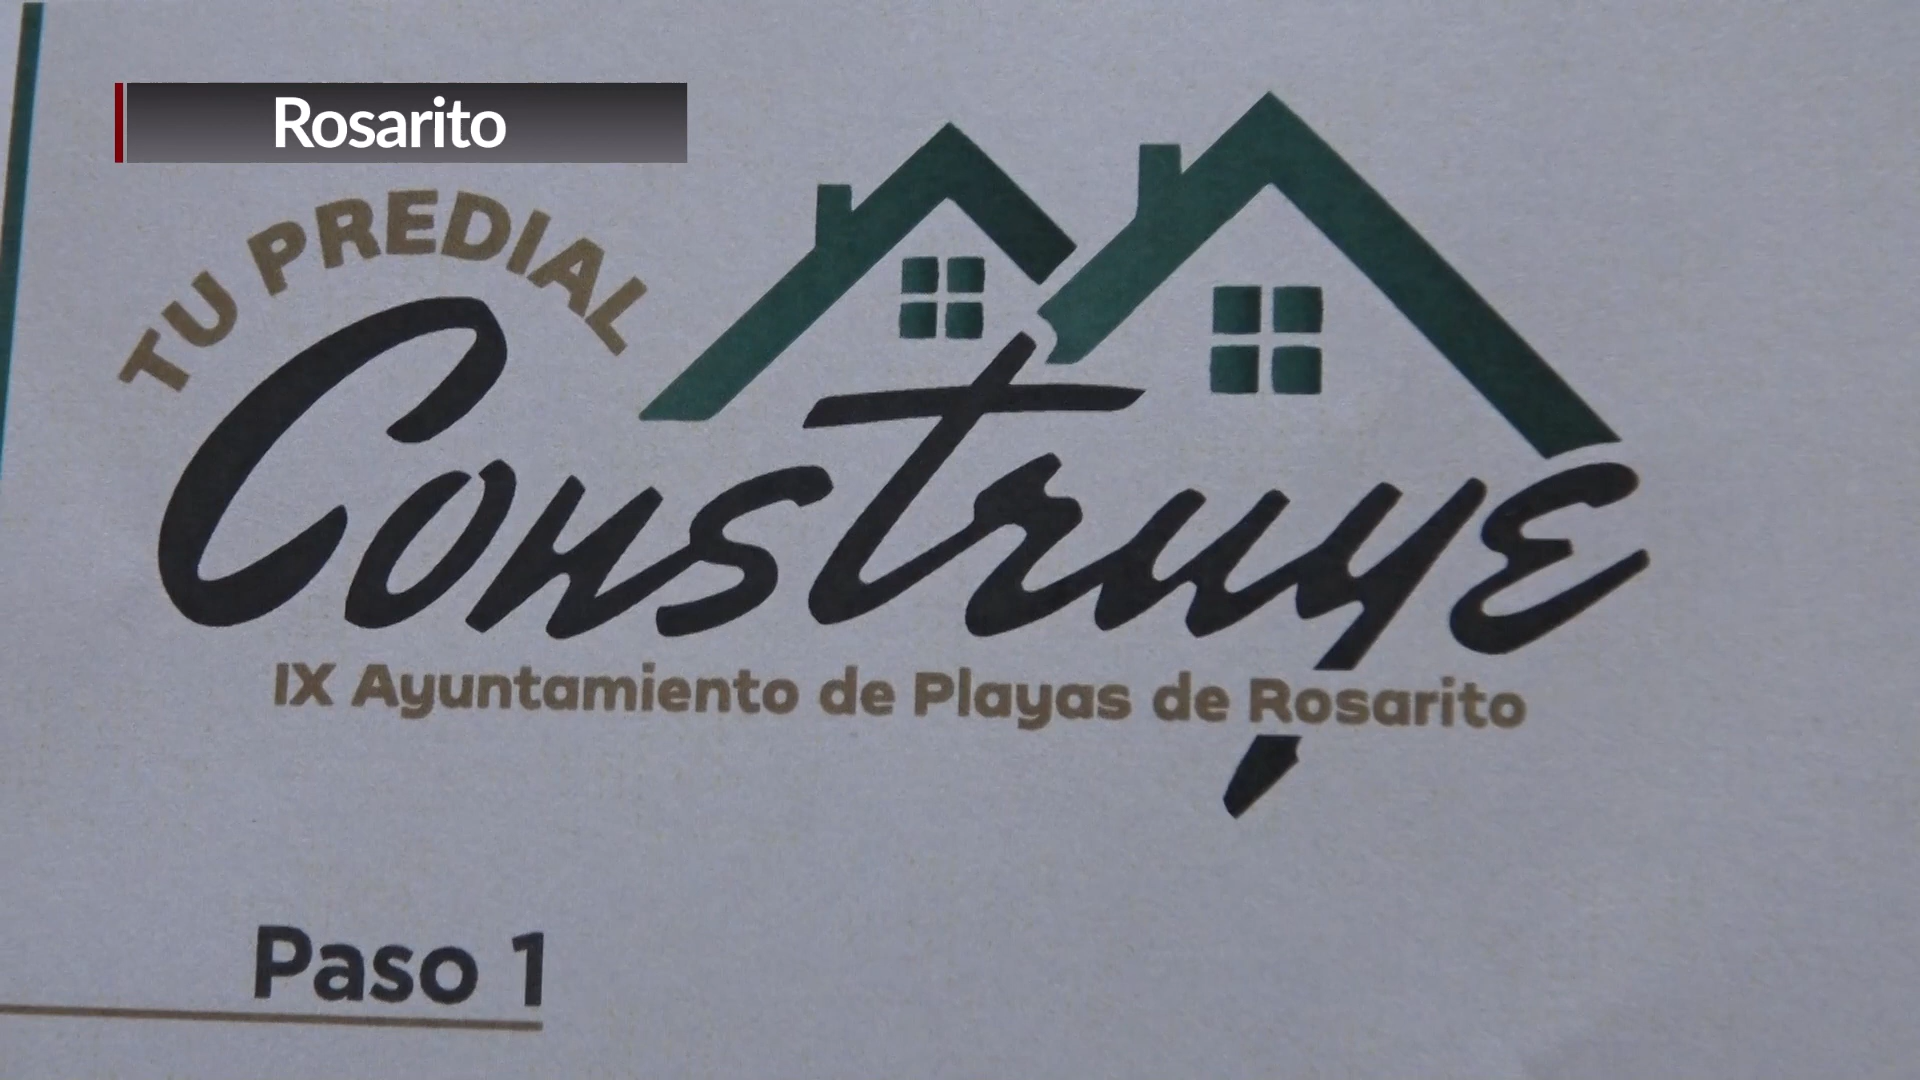 Rosarito
TU PREDIAL
Construye
IX Ayuntamiento de Playas de Rosarito
Paso 1